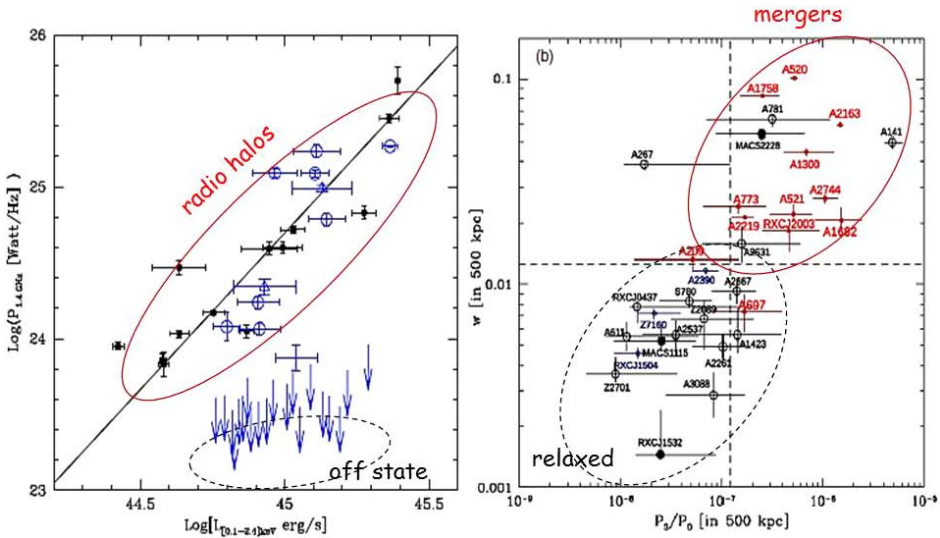 mergers
Log(P₁.₄ GHz [Watt/Hz] )
26
25
24
23
44.5
45
45.5
Log[L[0.1−2.4]keV erg/s]
radio halos
off state
(b)
w [in 500 kpc]
0.1
0.01
0.001
10⁻⁹
10⁻⁸
10⁻⁷
10⁻⁶
10⁻⁵
P₃/P₀ [in 500 kpc]
A520
A1758
A781
A2163
MACS2228
A141
A267
A1300
A773
A521
A2744
A2219
RXCJ2003
A1682
A209
A2631
A2390
A2667
S780
RXCJ0437
A697
Z7160
Z2089
A611
A2537
A1423
MACS1115
A2261
RXCJ1504
Z2701
A3088
RXCJ1532
relaxed